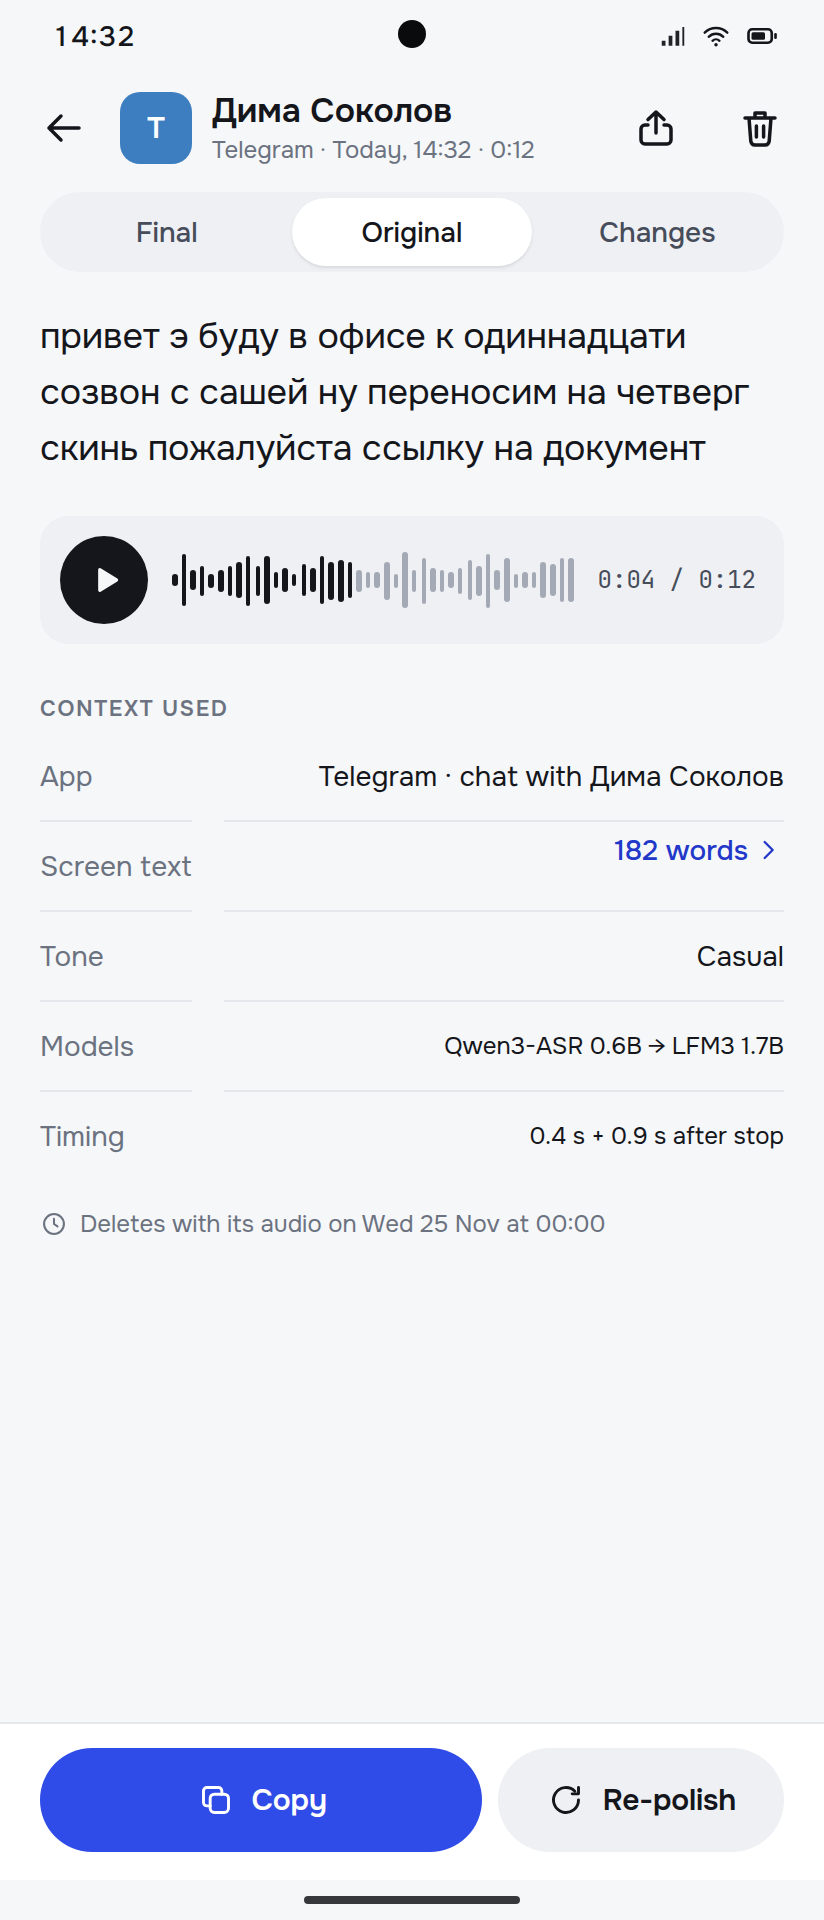 14:32
T
Дима Соколов
Telegram · Today, 14:32 · 0:12
Final
Original
Changes
привет э буду в офисе к одиннадцати
созвон с сашей ну переносим на четверг
скинь пожалуйста ссылку на документ
0:04 / 0:12
CONTEXT USED
App
Telegram · chat with Дима Соколов
Screen text
182 words
Tone
Casual
Models
Qwen3-ASR 0.6B → LFM3 1.7B
Timing
0.4 s + 0.9 s after stop
Deletes with its audio on Wed 25 Nov at 00:00
Copy
Re-polish